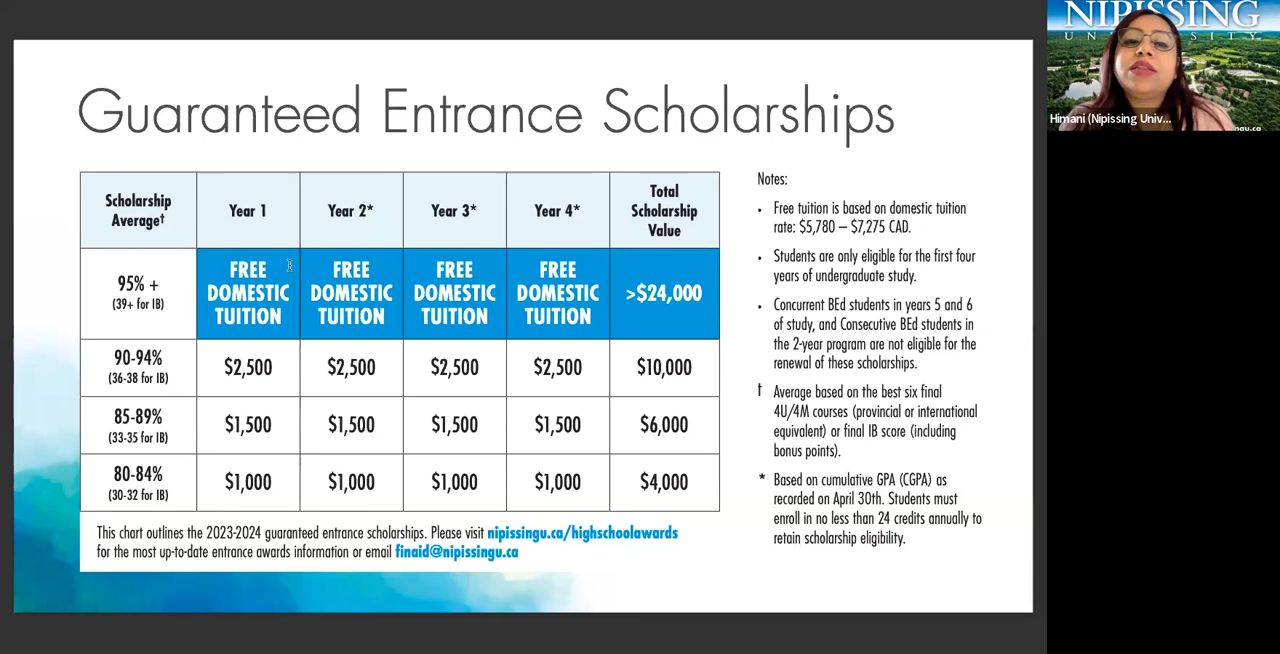 Guaranteed Entrance Scholarships
Scholarship
Average†
Year 1
Year 2*
Year 3*
Year 4*
Total
Scholarship
Value
95% +
(39+ for IB)
FREE
DOMESTIC
TUITION
FREE
DOMESTIC
TUITION
FREE
DOMESTIC
TUITION
FREE
DOMESTIC
TUITION
>$24,000
90-94%
(36-38 for IB)
$2,500
$2,500
$2,500
$2,500
$10,000
85-89%
(33-35 for IB)
$1,500
$1,500
$1,500
$1,500
$6,000
80-84%
(30-32 for IB)
$1,000
$1,000
$1,000
$1,000
$4,000
This chart outlines the 2023-2024 guaranteed entrance scholarships. Please visit nipissingu.ca/highschoolawards
for the most up-to-date entrance awards information or email finaid@nipissingu.ca
Notes:
• Free tuition is based on domestic tuition
rate: $5,780 – $7,275 CAD.
• Students are only eligible for the first four
years of undergraduate study.
• Concurrent BEd students in years 5 and 6
of study, and Consecutive BEd students in
the 2-year program are not eligible for the
renewal of these scholarships.
† Average based on the best six final
4U/4M courses (provincial or international
equivalent) or final IB score (including
bonus points).
* Based on cumulative GPA (CGPA) as
recorded on April 30th. Students must
enroll in no less than 24 credits annually to
retain scholarship eligibility.
NIPISSING
Himani (Nipissing Univ...